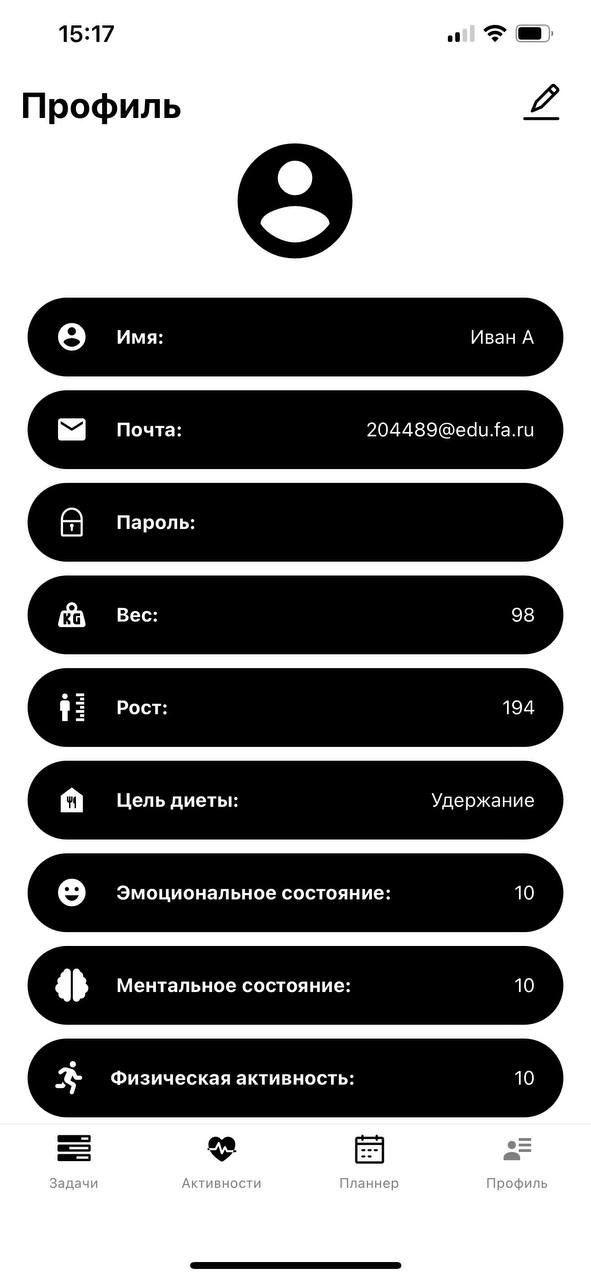 15:17
Профиль
Имя: Иван А
Почта: 204489@edu.fa.ru
Пароль:
KG Вес: 98
Рост: 194
Цель диеты: Удержание
Эмоциональное состояние: 10
Ментальное состояние: 10
Физическая активность: 10
Задачи Активности Планнер Профиль